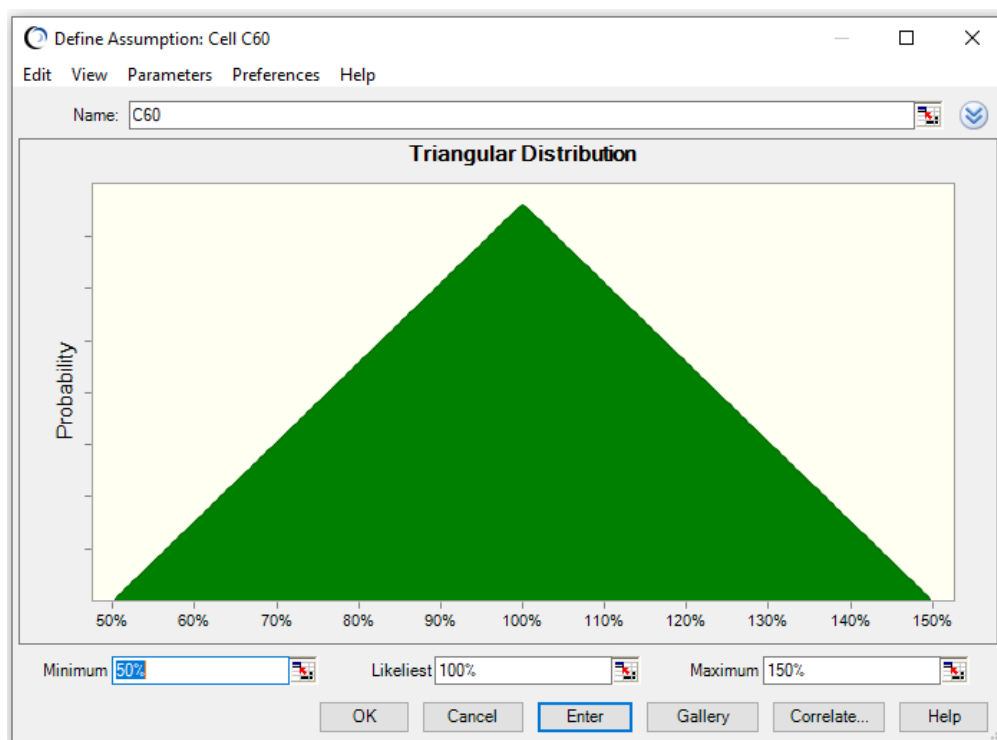 Define Assumption: Cell C60
Edit View Parameters Preferences Help
Name: C60
Triangular Distribution
Probability
50% 60% 70% 80% 90% 100% 110% 120% 130% 140% 150%
Minimum 50% Likeliest 100% Maximum 150%
OK Cancel Enter Gallery Correlate... Help